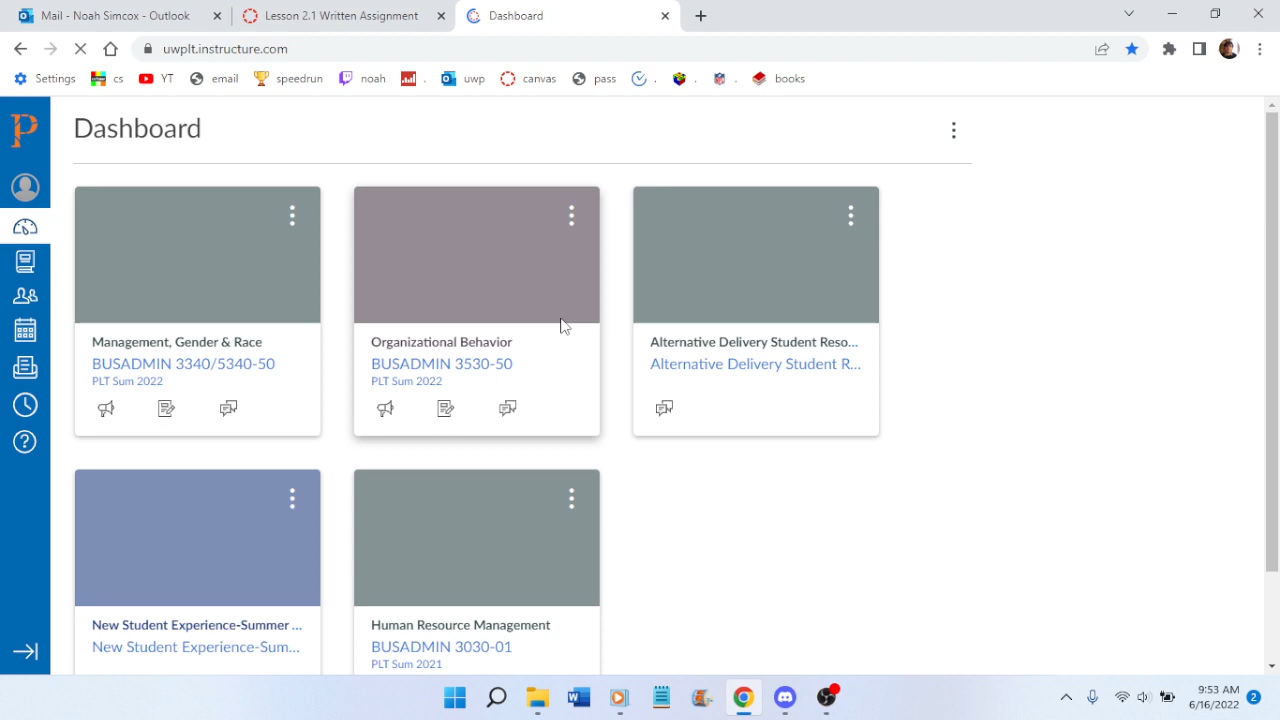 Mail - Noah Simcox - Outlook
Lesson 2.1 Written Assignment
Dashboard
uwplt.instructure.com
Settings
cs
YT
email
speedrun
noah
.
uwp
canvas
pass
.
.
.
books
P
Dashboard
Management, Gender & Race
BUSADMIN 3340/5340-50
PLT Sum 2022
Organizational Behavior
BUSADMIN 3530-50
PLT Sum 2022
Alternative Delivery Student Reso...
Alternative Delivery Student R...
New Student Experience-Summer ...
New Student Experience-Sum...
Human Resource Management
BUSADMIN 3030-01
PLT Sum 2021
9:53 AM
6/16/2022
2